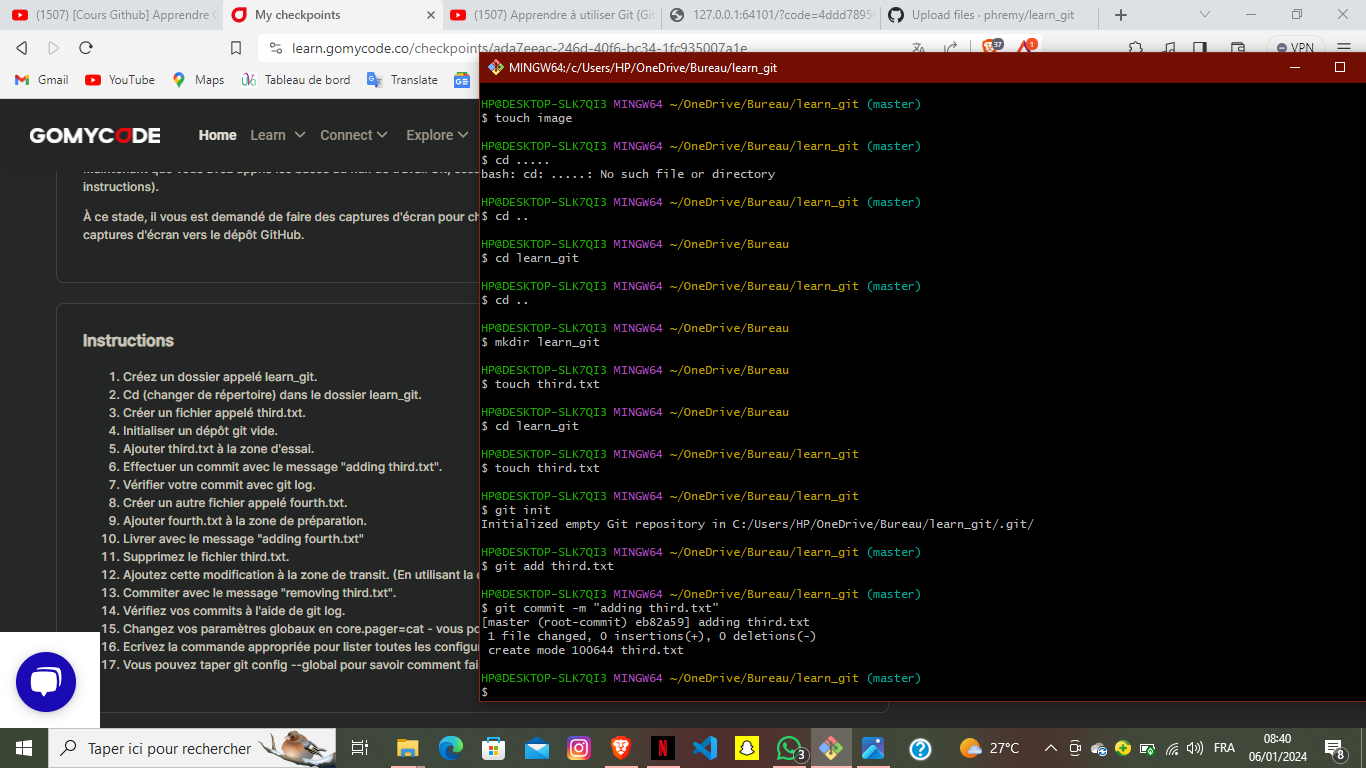 (1507) [Cours Github] Apprendre G
My checkpoints
(1507) Apprendre à utiliser Git (Git
127.0.0.1:64101/?code=4ddd7895
Upload files · phremy/learn_git
learn.gomycode.co/checkpoints/ada7eeac-246d-40f6-bc34-1fc935007a1e
37
1
VPN
Gmail
YouTube
Maps
Tableau de bord
Translate
MINGW64:/c/Users/HP/OneDrive/Bureau/learn_git
GOMYCODE
Home
Learn
Connect
Explore
instructions).
À ce stade, il vous est demandé de faire des captures d'écran pour ch
captures d'écran vers le dépôt GitHub.
Instructions
1. Créez un dossier appelé learn_git.
2. Cd (changer de répertoire) dans le dossier learn_git.
3. Créer un fichier appelé third.txt.
4. Initialiser un dépôt git vide.
5. Ajouter third.txt à la zone d'essai.
6. Effectuer un commit avec le message "adding third.txt".
7. Vérifier votre commit avec git log.
8. Créer un autre fichier appelé fourth.txt.
9. Ajouter fourth.txt à la zone de préparation.
10. Livrer avec le message "adding fourth.txt"
11. Supprimez le fichier third.txt.
12. Ajoutez cette modification à la zone de transit. (En utilisant la c
13. Commiter avec le message "removing third.txt".
14. Vérifiez vos commits à l'aide de git log.
15. Changez vos paramètres globaux en core.pager=cat - vous po
16. Ecrivez la commande appropriée pour lister toutes les configu
17. Vous pouvez taper git config --global pour savoir comment fai
HP@DESKTOP-SLK7QI3 MINGW64 ~/OneDrive/Bureau/learn_git (master)
$ touch image
HP@DESKTOP-SLK7QI3 MINGW64 ~/OneDrive/Bureau/learn_git (master)
$ cd .....
bash: cd: .....: No such file or directory
HP@DESKTOP-SLK7QI3 MINGW64 ~/OneDrive/Bureau/learn_git (master)
$ cd ..
HP@DESKTOP-SLK7QI3 MINGW64 ~/OneDrive/Bureau
$ cd learn_git
HP@DESKTOP-SLK7QI3 MINGW64 ~/OneDrive/Bureau/learn_git (master)
$ cd ..
HP@DESKTOP-SLK7QI3 MINGW64 ~/OneDrive/Bureau
$ mkdir learn_git
HP@DESKTOP-SLK7QI3 MINGW64 ~/OneDrive/Bureau
$ touch third.txt
HP@DESKTOP-SLK7QI3 MINGW64 ~/OneDrive/Bureau
$ cd learn_git
HP@DESKTOP-SLK7QI3 MINGW64 ~/OneDrive/Bureau/learn_git
$ touch third.txt
HP@DESKTOP-SLK7QI3 MINGW64 ~/OneDrive/Bureau/learn_git
$ git init
Initialized empty Git repository in C:/Users/HP/OneDrive/Bureau/learn_git/.git/
HP@DESKTOP-SLK7QI3 MINGW64 ~/OneDrive/Bureau/learn_git (master)
$ git add third.txt
HP@DESKTOP-SLK7QI3 MINGW64 ~/OneDrive/Bureau/learn_git (master)
$ git commit -m "adding third.txt"
[master (root-commit) eb82a59] adding third.txt
1 file changed, 0 insertions(+), 0 deletions(-)
create mode 100644 third.txt
HP@DESKTOP-SLK7QI3 MINGW64 ~/OneDrive/Bureau/learn_git (master)
$
Taper ici pour rechercher
3
27°C
FRA
08:40
06/01/2024
8